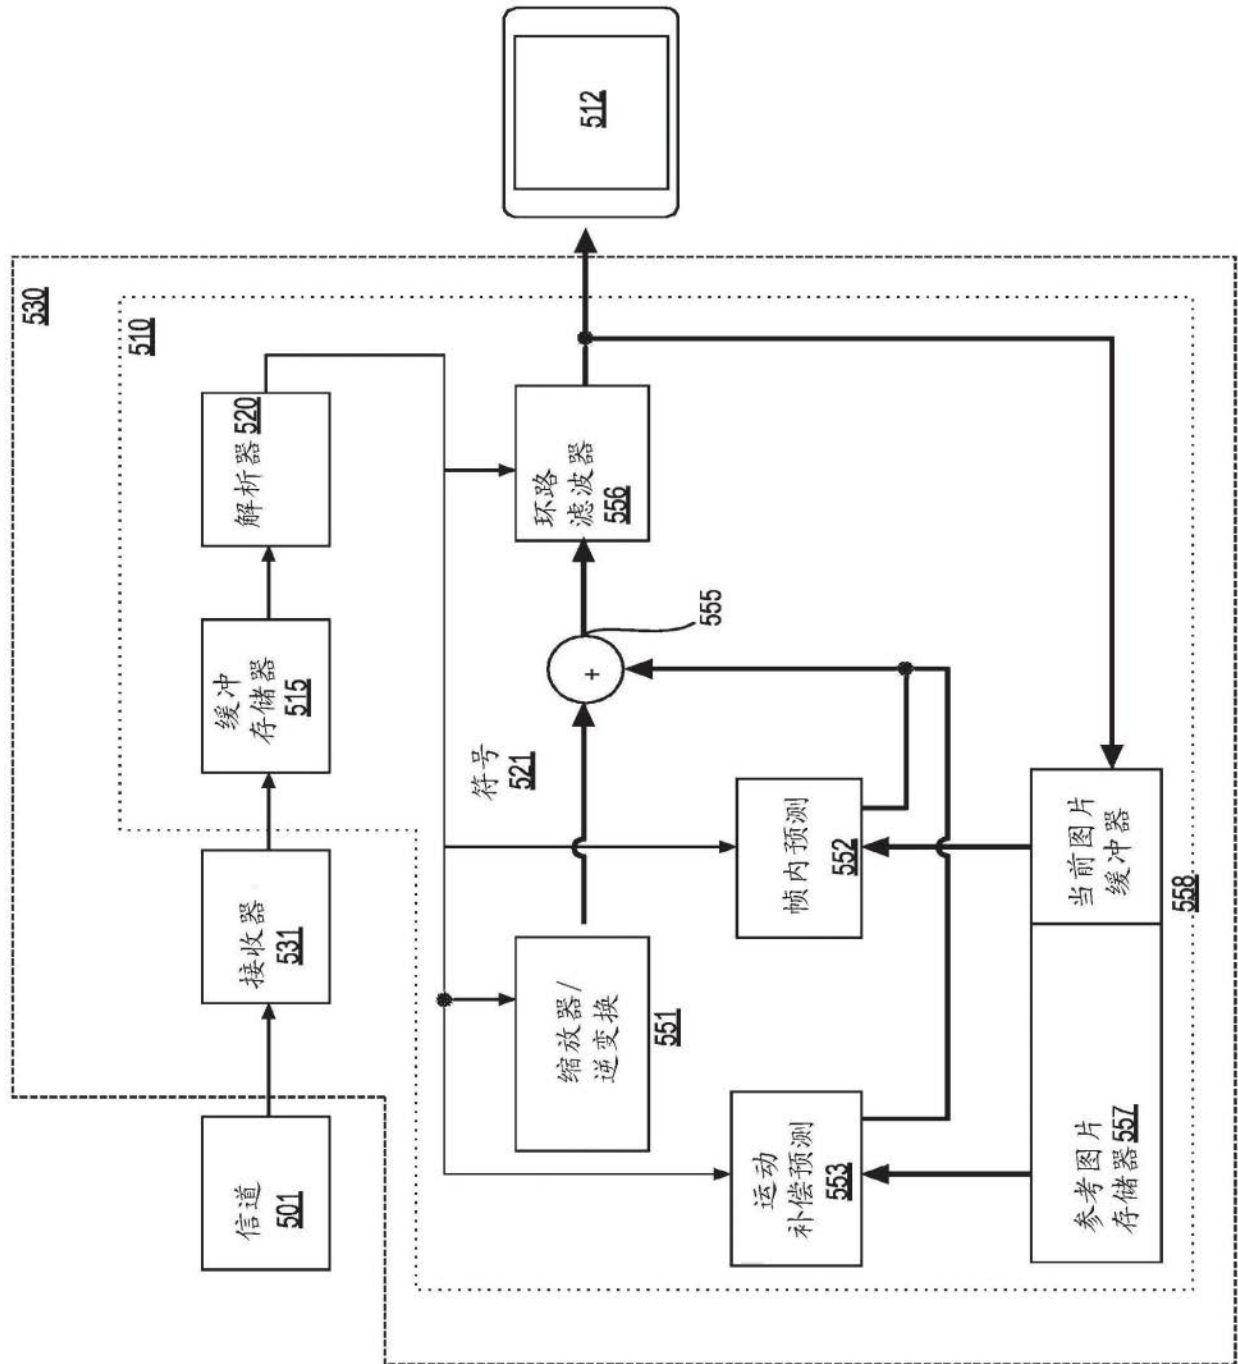 530
510
信道
501
接收器
531
缓冲
存储器
515
解析器
520
符号
521
缩放器/
逆变换
551
+
555
环路
滤波器
556
512
运动
补偿预测
553
帧内预测
552
参考图片
存储器557
当前图片
缓冲器
558